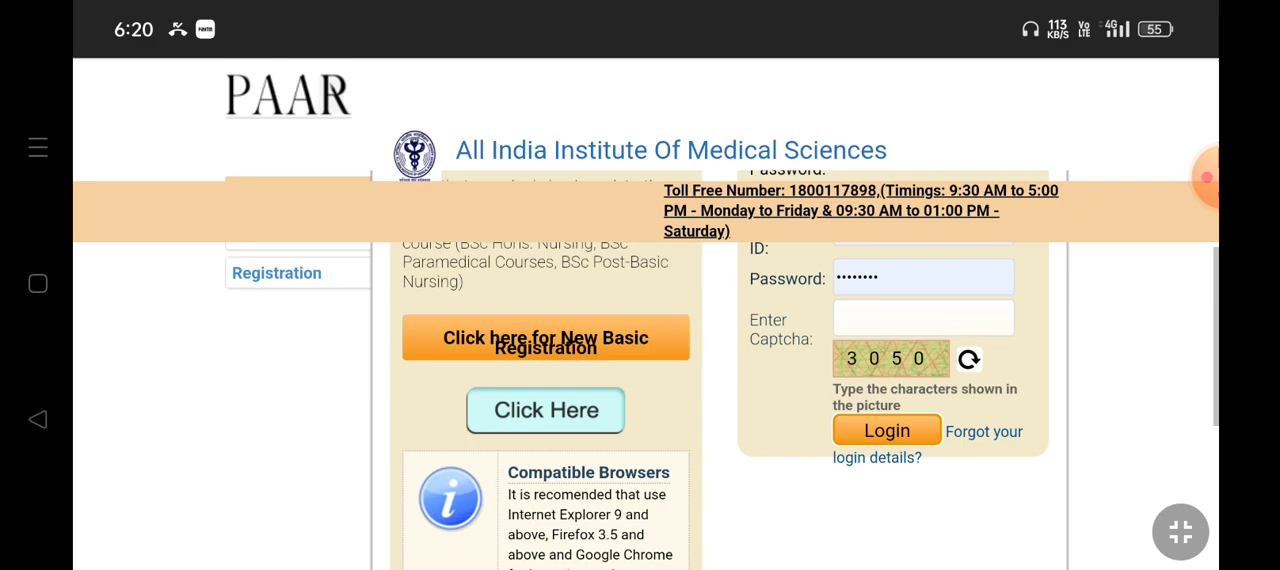 6:20
Paytm
113
KB/S
Vo
LTE
4G
55
PAAR
All India Institute Of Medical Sciences
Password:
Toll Free Number: 1800117898,(Timings: 9:30 AM to 5:00
PM - Monday to Friday & 09:30 AM to 01:00 PM -
Saturday)
course (BSc Hons. Nursing, BSc
Paramedical Courses, BSc Post-Basic
Nursing)
Registration
Click here for New Basic
Registration
Click Here
Compatible Browsers
It is recomended that use
Internet Explorer 9 and
above, Firefox 3.5 and
above and Google Chrome
ID:
Password:
••••••••
Enter
Captcha:
3 0 5 0
Type the characters shown in
the picture
Login
Forgot your
login details?